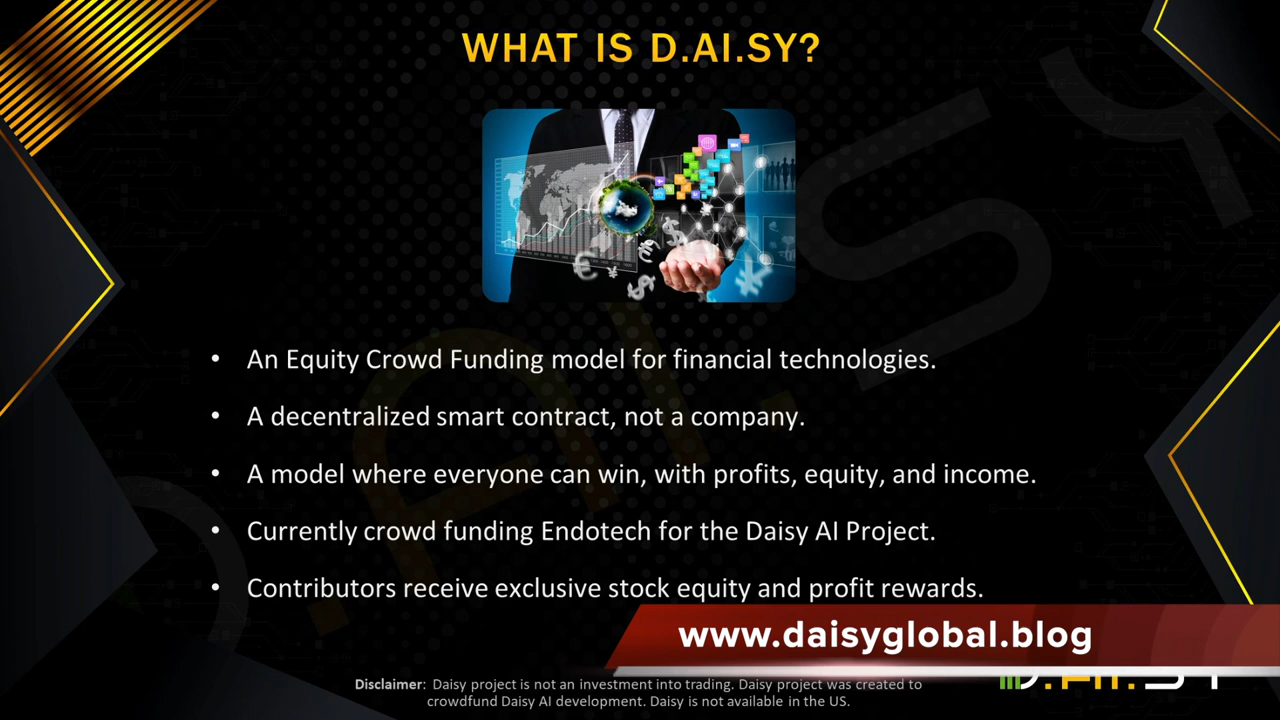 WHAT IS D.AI.SY?
• An Equity Crowd Funding model for financial technologies.
• A decentralized smart contract, not a company.
• A model where everyone can win, with profits, equity, and income.
• Currently crowd funding Endotech for the Daisy AI Project.
• Contributors receive exclusive stock equity and profit rewards.
www.daisyglobal.blog
Disclaimer: Daisy project is not an investment into trading. Daisy project was created to
crowdfund Daisy AI development. Daisy is not available in the US.
D.AI.SY